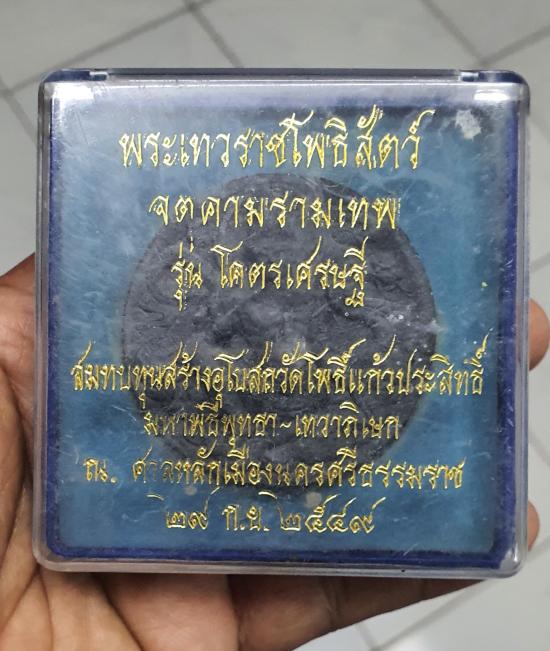 พระเทวราชโพธิสัตว์
จตุคามรามเทพ
รุ่น โคตรเศรษฐี
สมทบทุนสร้างอุโบสถวัดโพธิ์แก้วประสิทธิ์
มหาพิธีพุทธา~เทวาภิเษก
ณ. ศาลหลักเมืองนครศรีธรรมราช
๒๙ ก.ย. ๒๕๔๙